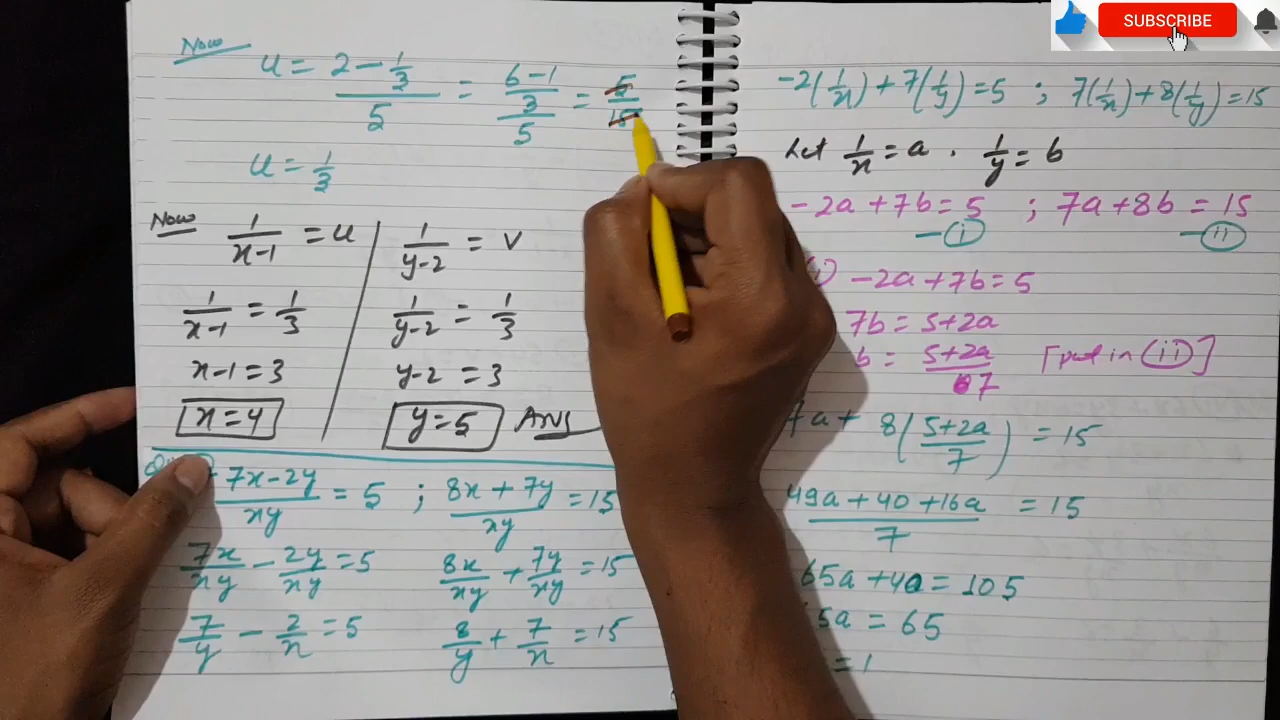 SUBSCRIBE
Now
u = (2 - 1/3)/5 = ((6-1)/3)/5 = 5/15
u = 1/3
Now 1/(x-1) = u 1/(y-2) = v
1/(x-1) = 1/3 1/(y-2) = 1/3
x-1 = 3 y-2 = 3
x = 4 y = 5 Ans
(7x-2y)/xy = 5 ; (8x+7y)/xy = 15
7x/xy - 2y/xy = 5 8x/xy + 7y/xy = 15
7/y - 2/x = 5 8/y + 7/x = 15
-2(1/x) + 7(1/y) = 5 ; 7(1/x) + 8(1/y) = 15
Let 1/x = a . 1/y = b
-2a + 7b = 5 ; 7a + 8b = 15
-(i) -(ii)
-2a + 7b = 5
7b = 5+2a
b = (5+2a)/7 [put in (ii)]
7a + 8((5+2a)/7) = 15
(49a + 40 + 16a)/7 = 15
65a + 40 = 105
5a = 65
= 1